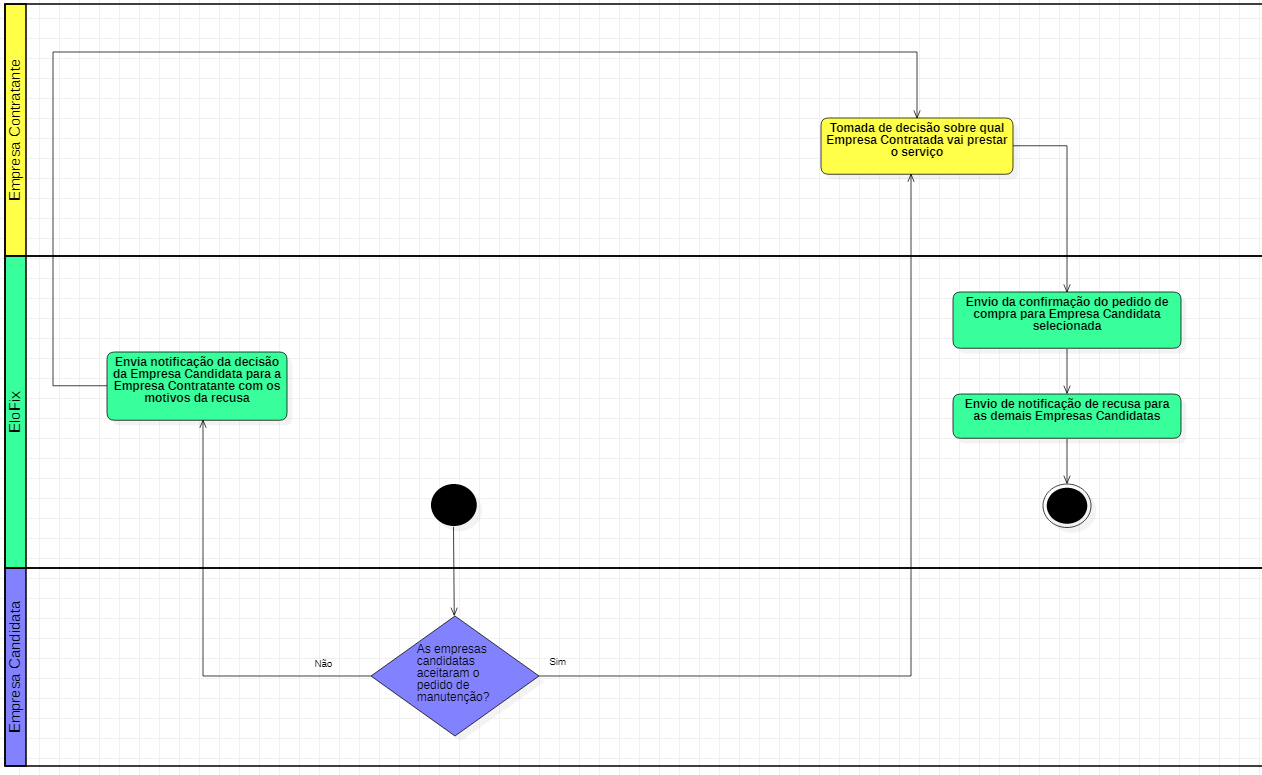 Empresa Contratante
Tomada de decisão sobre qual
Empresa Contratada vai prestar
o serviço
EloFix
Envio da confirmação do pedido de
compra para Empresa Candidata
selecionada
Envia notificação da decisão
da Empresa Candidata para a
Empresa Contratante com os
motivos da recusa
Envio de notificação de recusa para
as demais Empresas Candidatas
Empresa Candidata
Não
As empresas
candidatas
aceitaram o
pedido de
manutenção?
Sim